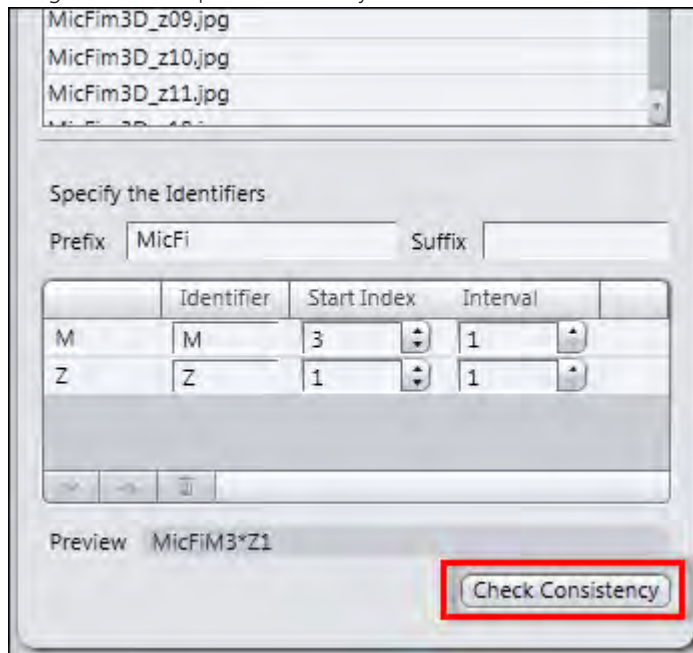 MicFim3D_z09.jpg
MicFim3D_z10.jpg
MicFim3D_z11.jpg
Specify the Identifiers
Prefix MicFi Suffix
Identifier Start Index Interval
M M 3 1
Z Z 1 1
Preview MicFiM3*Z1
Check Consistency